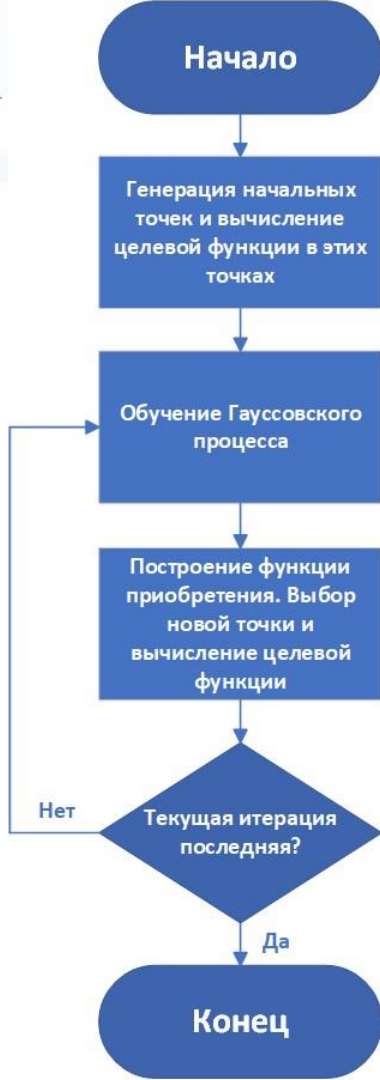 Начало
Генерация начальных
точек и вычисление
целевой функции в этих
точках
Обучение Гауссовского
процесса
Построение функции
приобретения. Выбор
новой точки и
вычисление целевой
функции
Нет
Текущая итерация
последняя?
Да
Конец